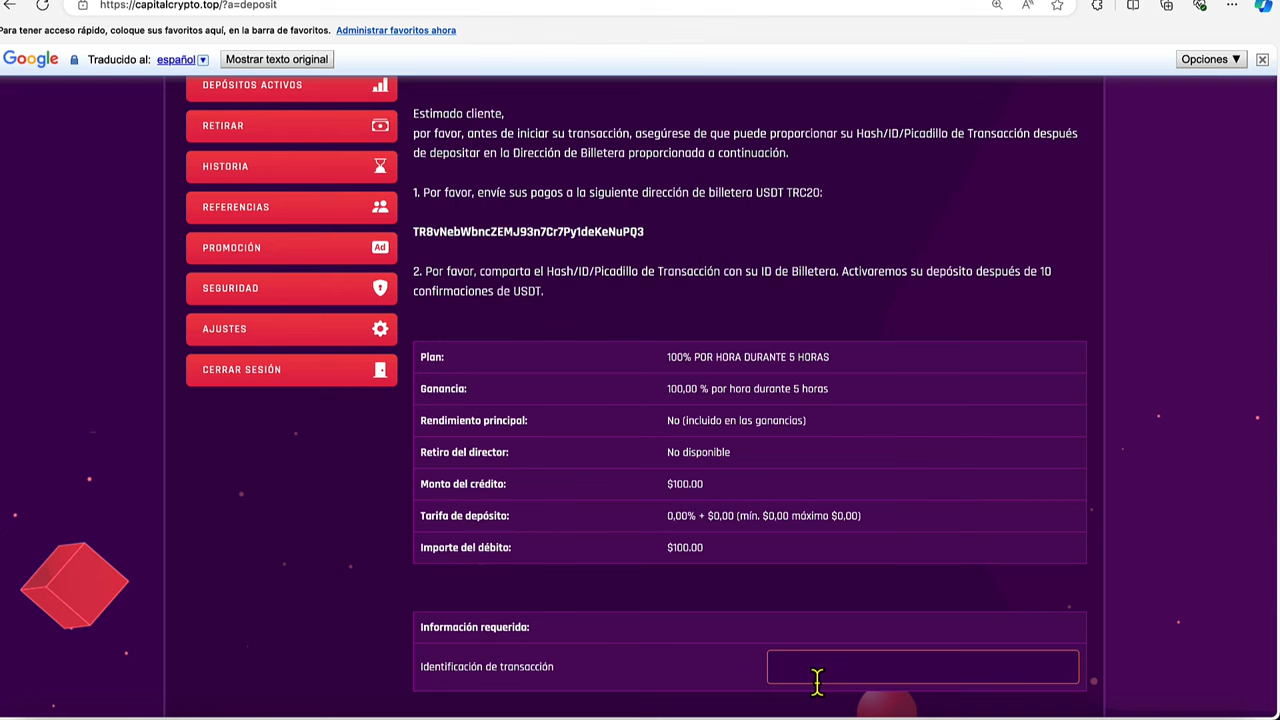 https://capitalcrypto.top/?a=deposit
Para tener acceso rápido, coloque sus favoritos aquí, en la barra de favoritos. Administrar favoritos ahora
Google Traducido al: español Mostrar texto original Opciones ▼
DEPÓSITOS ACTIVOS
RETIRAR
HISTORIA
REFERENCIAS
PROMOCIÓN Ad
SEGURIDAD
AJUSTES
CERRAR SESIÓN
Estimado cliente,
por favor, antes de iniciar su transacción, asegúrese de que puede proporcionar su Hash/ID/Picadillo de Transacción después
de depositar en la Dirección de Billetera proporcionada a continuación.
1. Por favor, envíe sus pagos a la siguiente dirección de billetera USDT TRC20:
TR8vNebWbncZEMJ93n7Cr7Py1deKeNuPQ3
2. Por favor, comparta el Hash/ID/Picadillo de Transacción con su ID de Billetera. Activaremos su depósito después de 10
confirmaciones de USDT.
Plan: 100% POR HORA DURANTE 5 HORAS
Ganancia: 100,00 % por hora durante 5 horas
Rendimiento principal: No (incluido en las ganancias)
Retiro del director: No disponible
Monto del crédito: $100.00
Tarifa de depósito: 0,00% + $0,00 (mín. $0,00 máximo $0,00)
Importe del débito: $100.00
Información requerida:
Identificación de transacción